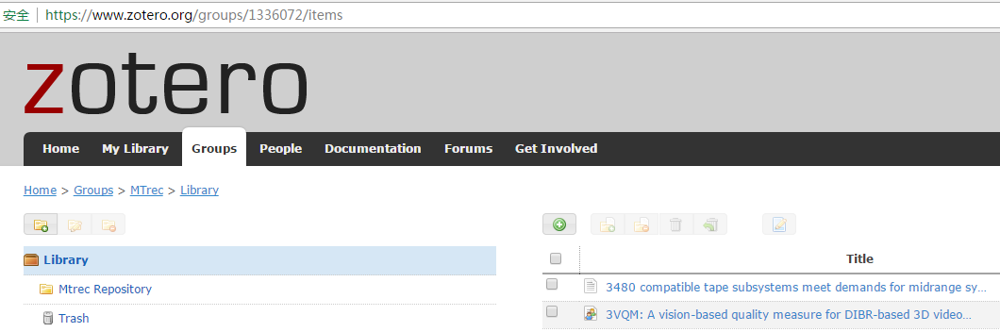 安全 https://www.zotero.org/groups/1336072/items
zotero
Home My Library Groups People Documentation Forums Get Involved
Home > Groups > MTrec > Library
Library
Mtrec Repository
Trash
Title
3480 compatible tape subsystems meet demands for midrange sy...
3VQM: A vision-based quality measure for DIBR-based 3D video...